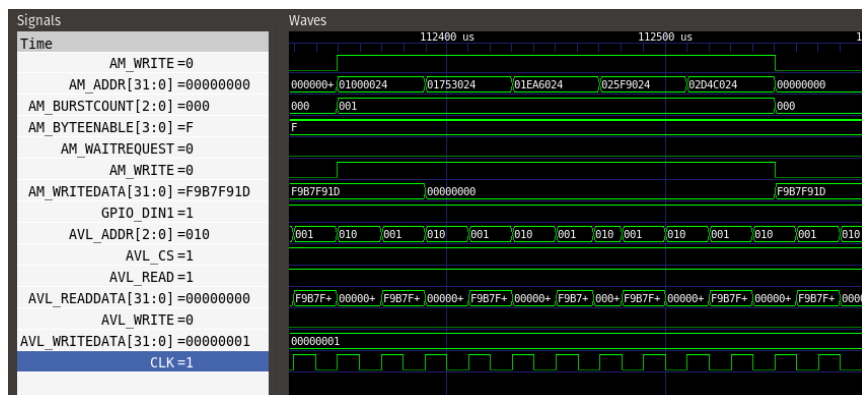 Signals
Waves
Time
112400 us 112500 us 1
AM_WRITE=0
AM_ADDR[31:0]=00000000 000000+ 01000024 01753024 01EA6024 025F9024 02D4C024 00000000
AM_BURSTCOUNT[2:0]=000 000 001 000
AM_BYTEENABLE[3:0]=F F
AM_WAITREQUEST=0
AM_WRITE=0
AM_WRITEDATA[31:0]=F9B7F91D F9B7F91D 00000000 F9B7F91D
GPIO_DIN1=1
AVL_ADDR[2:0]=010 001 010 001 010 001 010 001 010 001 010 001 010 001 010
AVL_CS=1
AVL_READ=1
AVL_READDATA[31:0]=00000000 F9B7F+ 00000+ F9B7F+ 00000+ F9B7F+ 00000+ F9B7+ 000+ F9B7F+ 00000+ F9B7F+ 00000+ F9B7F+ 0000
AVL_WRITE=0
AVL_WRITEDATA[31:0]=00000001 00000001
CLK=1